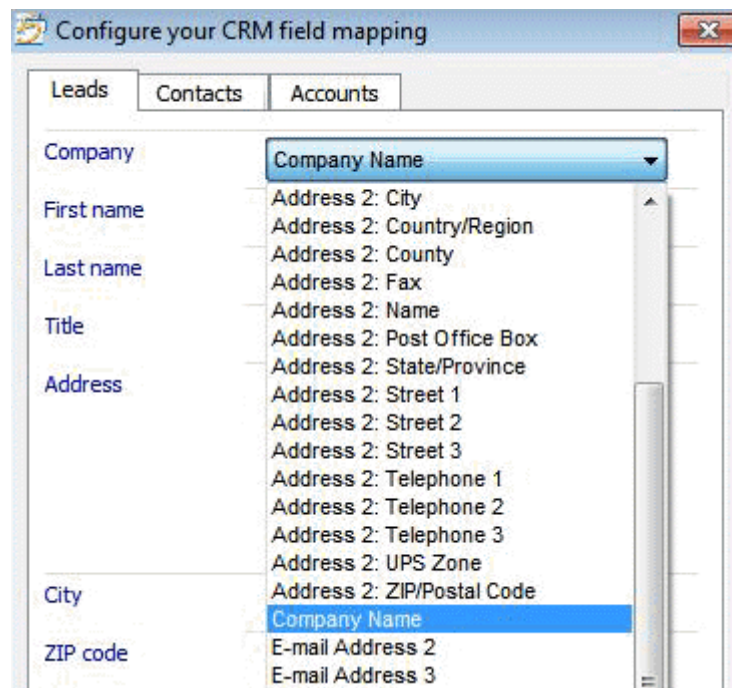 Configure your CRM field mapping
Leads Contacts Accounts
Company
Company Name
First name
Last name
Title
Address
City
ZIP code
Address 2: City
Address 2: Country/Region
Address 2: County
Address 2: Fax
Address 2: Name
Address 2: Post Office Box
Address 2: State/Province
Address 2: Street 1
Address 2: Street 2
Address 2: Street 3
Address 2: Telephone 1
Address 2: Telephone 2
Address 2: Telephone 3
Address 2: UPS Zone
Address 2: ZIP/Postal Code
Company Name
E-mail Address 2
E-mail Address 3